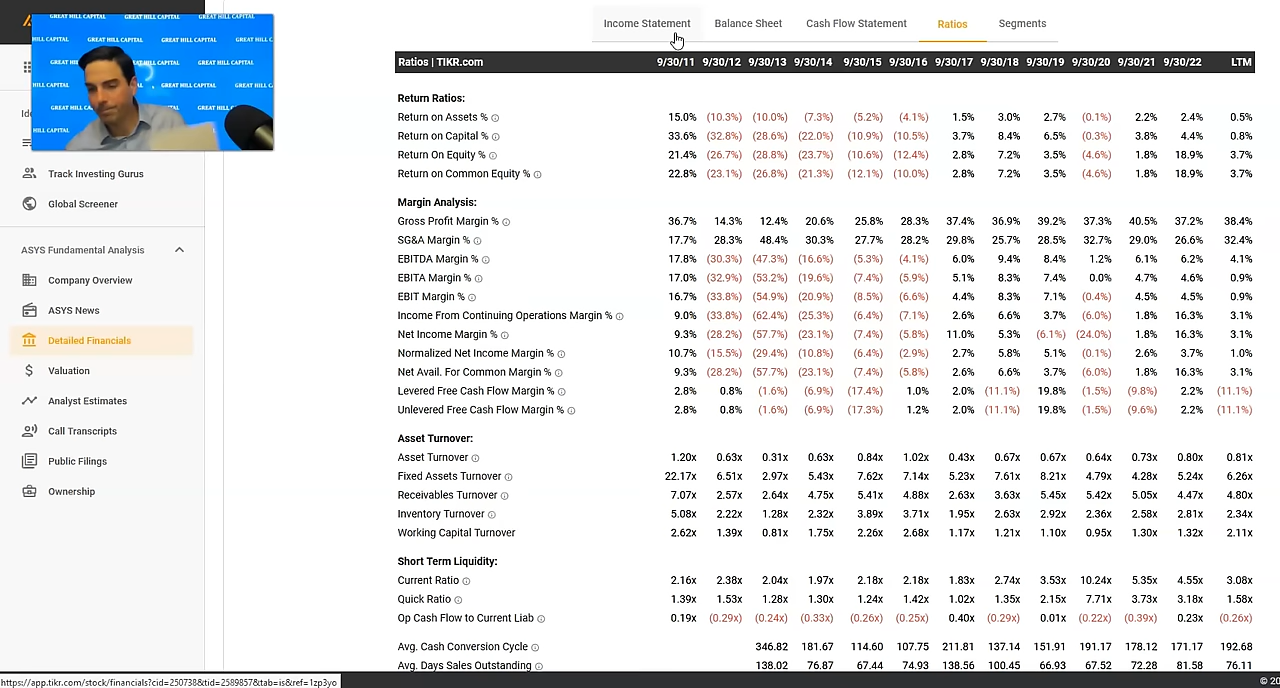 Income Statement Balance Sheet Cash Flow Statement Ratios Segments
GREAT HILL CAPITAL
GREAT HILL CAPITAL
GREAT HILL CAPITAL
Track Investing Gurus
Global Screener
ASYS Fundamental Analysis
Company Overview
ASYS News
Detailed Financials
Valuation
Analyst Estimates
Call Transcripts
Public Filings
Ownership
Ratios | TIKR.com 9/30/11 9/30/12 9/30/13 9/30/14 9/30/15 9/30/16 9/30/17 9/30/18 9/30/19 9/30/20 9/30/21 9/30/22 LTM
Return Ratios:
Return on Assets % 15.0% (10.3%) (10.0%) (7.3%) (5.2%) (4.1%) 1.5% 3.0% 2.7% (0.1%) 2.2% 2.4% 0.5%
Return on Capital % 33.6% (32.8%) (28.6%) (22.0%) (10.9%) (10.5%) 3.7% 8.4% 6.5% (0.3%) 3.8% 4.4% 0.8%
Return On Equity % 21.4% (26.7%) (28.8%) (23.7%) (10.6%) (12.4%) 2.8% 7.2% 3.5% (4.6%) 1.8% 18.9% 3.7%
Return on Common Equity % 22.8% (23.1%) (26.8%) (21.3%) (12.1%) (10.0%) 2.8% 7.2% 3.5% (4.6%) 1.8% 18.9% 3.7%
Margin Analysis:
Gross Profit Margin % 36.7% 14.3% 12.4% 20.6% 25.8% 28.3% 37.4% 36.9% 39.2% 37.3% 40.5% 37.2% 38.4%
SG&A Margin % 17.7% 28.3% 48.4% 30.3% 27.7% 28.2% 29.8% 25.7% 28.5% 32.7% 29.0% 26.6% 32.4%
EBITDA Margin % 17.8% (30.3%) (47.3%) (16.6%) (5.3%) (4.1%) 6.0% 9.4% 8.4% 1.2% 6.1% 6.2% 4.1%
EBITA Margin % 17.0% (32.9%) (53.2%) (19.6%) (7.4%) (5.9%) 5.1% 8.3% 7.4% 0.0% 4.7% 4.6% 0.9%
EBIT Margin % 16.7% (33.8%) (54.9%) (20.9%) (8.5%) (6.6%) 4.4% 8.3% 7.1% (0.4%) 4.5% 4.5% 0.9%
Income From Continuing Operations Margin % 9.0% (33.8%) (62.4%) (25.3%) (6.4%) (7.1%) 2.6% 6.6% 3.7% (6.0%) 1.8% 16.3% 3.1%
Net Income Margin % 9.3% (28.2%) (57.7%) (23.1%) (7.4%) (5.8%) 11.0% 5.3% (6.1%) (24.0%) 1.8% 16.3% 3.1%
Normalized Net Income Margin % 10.7% (15.5%) (29.4%) (10.8%) (6.4%) (2.9%) 2.7% 5.8% 5.1% (0.1%) 2.6% 3.7% 1.0%
Net Avail. For Common Margin % 9.3% (28.2%) (57.7%) (23.1%) (7.4%) (5.8%) 2.6% 6.6% 3.7% (6.0%) 1.8% 16.3% 3.1%
Levered Free Cash Flow Margin % 2.8% 0.8% (1.6%) (6.9%) (17.4%) 1.0% 2.0% (11.1%) 19.8% (1.5%) (9.8%) 2.2% (11.1%)
Unlevered Free Cash Flow Margin % 2.8% 0.8% (1.6%) (6.9%) (17.3%) 1.2% 2.0% (11.1%) 19.8% (1.5%) (9.6%) 2.2% (11.1%)
Asset Turnover:
Asset Turnover 1.20x 0.63x 0.31x 0.63x 0.84x 1.02x 0.43x 0.67x 0.67x 0.64x 0.73x 0.80x 0.81x
Fixed Assets Turnover 22.17x 6.51x 2.97x 5.43x 7.62x 7.14x 5.23x 7.61x 8.21x 4.79x 4.28x 5.24x 6.26x
Receivables Turnover 7.07x 2.57x 2.64x 4.75x 5.41x 4.88x 2.63x 3.63x 5.45x 5.42x 5.05x 4.47x 4.80x
Inventory Turnover 5.08x 2.22x 1.28x 2.32x 3.89x 3.71x 1.95x 2.63x 2.92x 2.36x 2.58x 2.81x 2.34x
Working Capital Turnover 2.62x 1.39x 0.81x 1.75x 2.26x 2.68x 1.17x 1.21x 1.10x 0.95x 1.30x 1.32x 2.11x
Short Term Liquidity:
Current Ratio 2.16x 2.38x 2.04x 1.97x 2.18x 2.18x 1.83x 2.74x 3.53x 10.24x 5.35x 4.55x 3.08x
Quick Ratio 1.39x 1.53x 1.28x 1.30x 1.24x 1.42x 1.02x 1.35x 2.15x 7.71x 3.73x 3.18x 1.58x
Op Cash Flow to Current Liab 0.19x (0.29x) (0.24x) (0.33x) (0.26x) (0.25x) 0.40x (0.29x) 0.01x (0.22x) (0.39x) 0.23x (0.26x)
Avg. Cash Conversion Cycle 346.82 181.67 114.60 107.75 211.81 137.14 151.91 191.17 178.12 171.17 192.68
Avg. Days Sales Outstanding 138.02 76.87 67.44 74.93 138.56 100.45 66.93 67.52 72.28 81.58 76.11
https://app.tikr.com/stock/financials?cid=250738&tid=2589857&tab=is&ref=1zp3yo
© 20